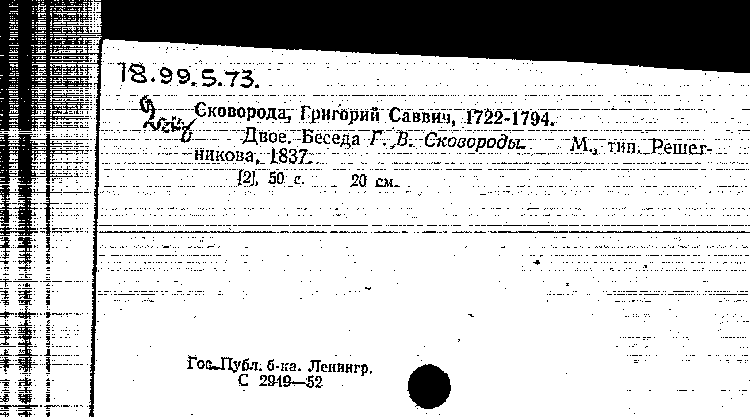 18.99.5.73.
Сковорода, Григорий Саввич, 1722-1794.
Двое. Беседа Г. В. Сковороды. М., тип. Решет-
никова, 1837.
[2], 50 с. 20 см.
Гос. Публ. б-ка. Ленингр.
С 2949—52